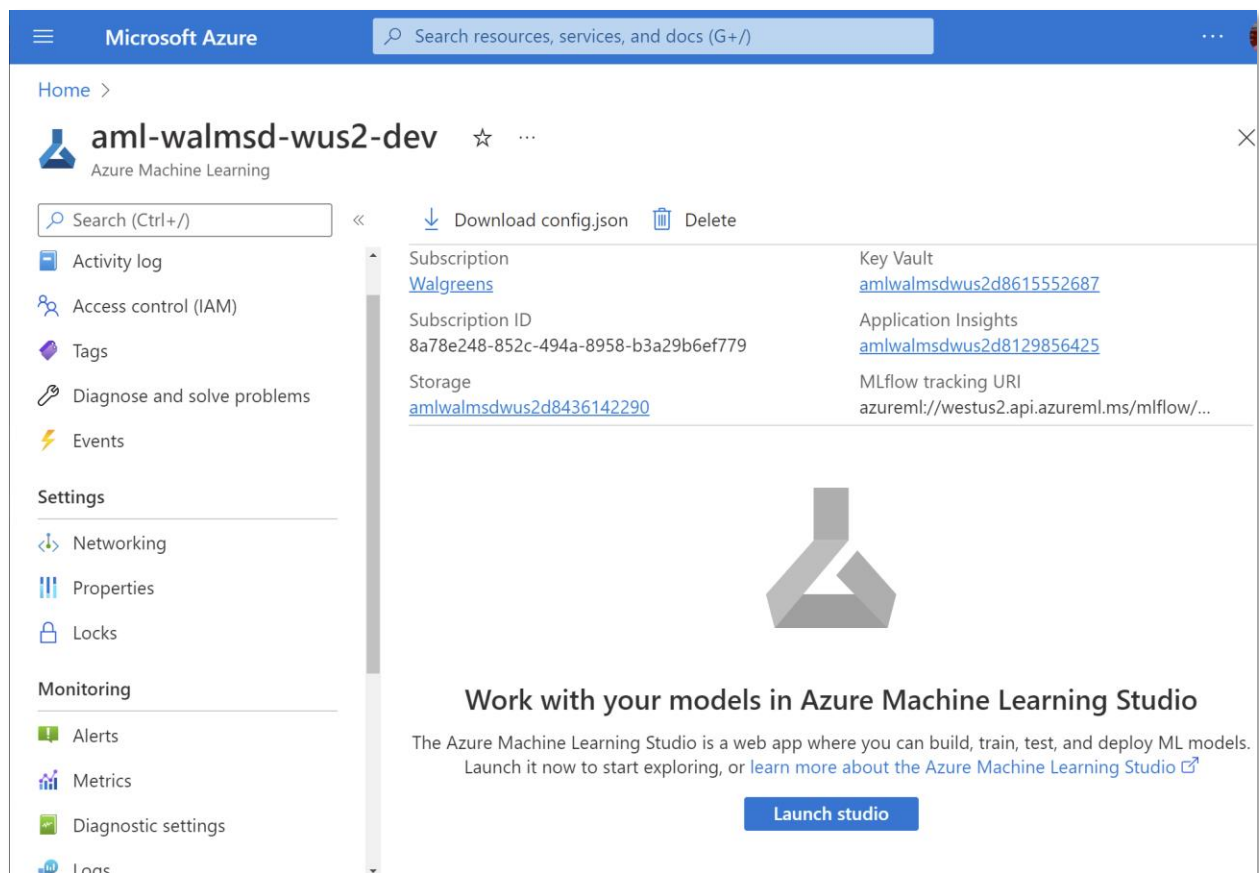 Microsoft Azure
Search resources, services, and docs (G+/)
Home >
aml-walmsd-wus2-dev
Azure Machine Learning
Search (Ctrl+/)
Activity log
Access control (IAM)
Tags
Diagnose and solve problems
Events
Settings
Networking
Properties
Locks
Monitoring
Alerts
Metrics
Diagnostic settings
Logs
Download config.json Delete
Subscription
Walgreens
Subscription ID
8a78e248-852c-494a-8958-b3a29b6ef779
Storage
amlwalmsdwus2d8436142290
Key Vault
amlwalmsdwus2d8615552687
Application Insights
amlwalmsdwus2d8129856425
MLflow tracking URI
azureml://westus2.api.azureml.ms/mlflow/...
Work with your models in Azure Machine Learning Studio
The Azure Machine Learning Studio is a web app where you can build, train, test, and deploy ML models.
Launch it now to start exploring, or learn more about the Azure Machine Learning Studio
Launch studio